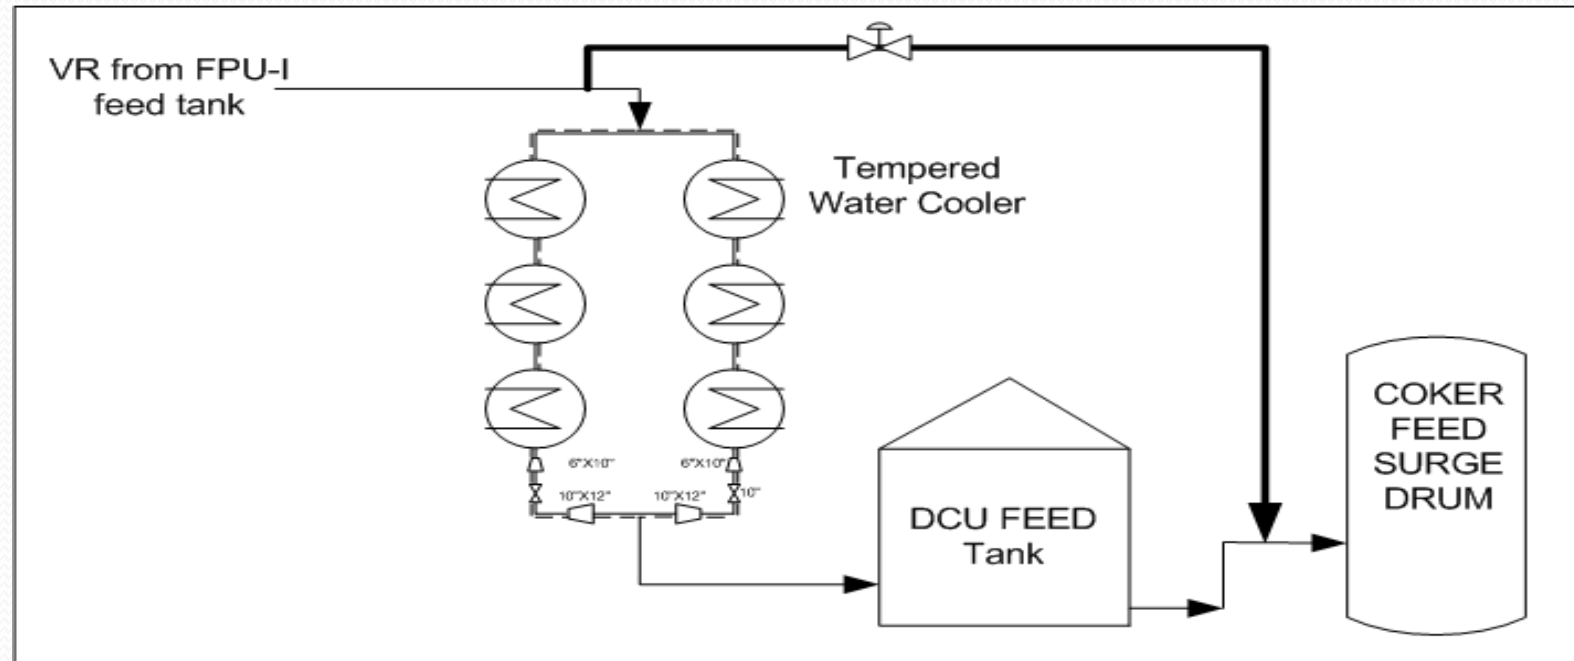 VR from FPU-I
feed tank
Tempered
Water Cooler
6"X10"
6"X10"
10"X12"
10"X12"
10"
DCU FEED
Tank
COKER
FEED
SURGE
DRUM